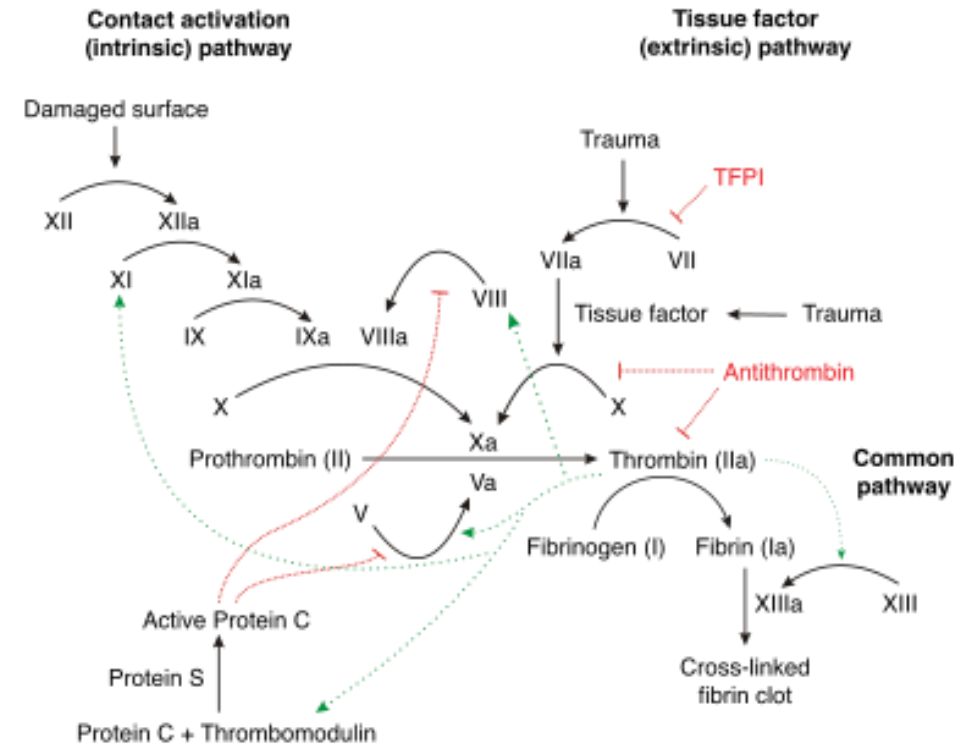 Contact activation
(intrinsic) pathway
Tissue factor
(extrinsic) pathway
Damaged surface
Trauma
TFPI
XII
XIIa
VIIa
VII
XI
XIa
VIII
IX
IXa
VIIIa
Tissue factor
Trauma
Antithrombin
X
X
Xa
Prothrombin (II)
Thrombin (IIa)
Common
pathway
Va
V
Fibrinogen (I)
Fibrin (Ia)
XIIIa
XIII
Active Protein C
Cross-linked
fibrin clot
Protein S
Protein C + Thrombomodulin